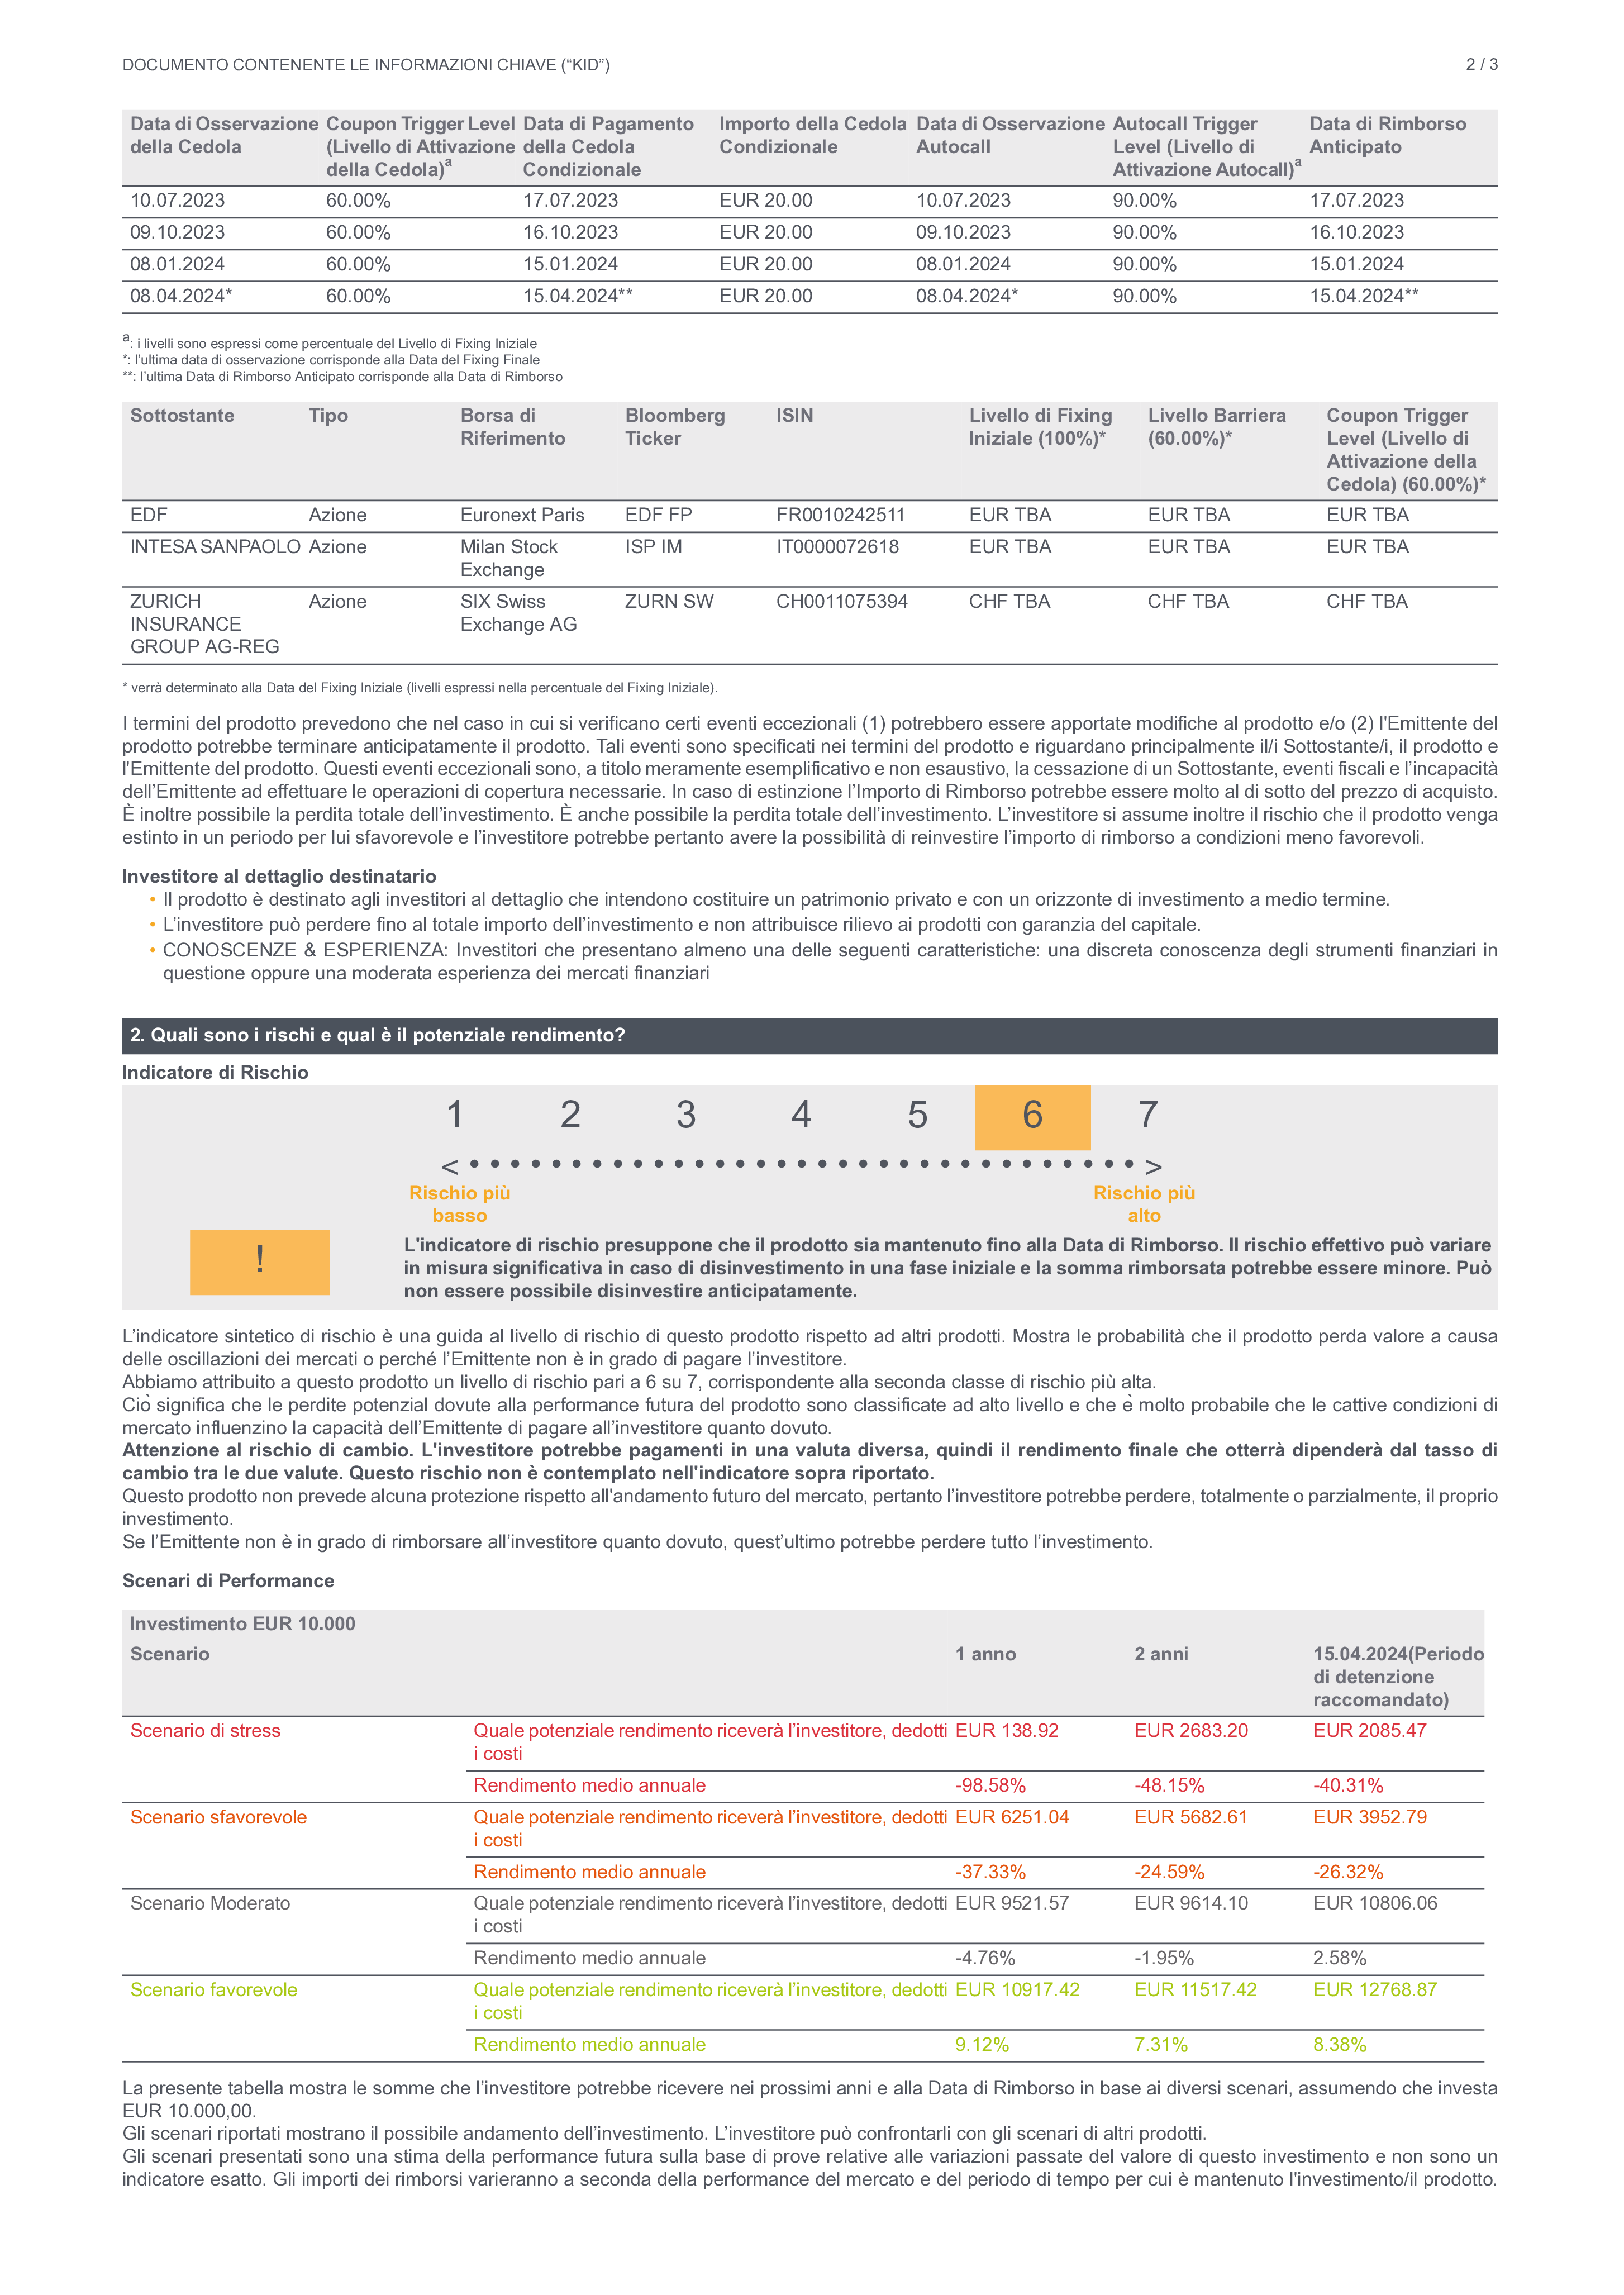 DOCUMENTO CONTENENTE LE INFORMAZIONI CHIAVE (“KID”)
2 / 3
Data di Osservazione della Cedola
Coupon Trigger Level (Livello di Attivazione della Cedola)a
Data di Pagamento della Cedola Condizionale
Importo della Cedola Condizionale
Data di Osservazione Autocall
Autocall Trigger Level (Livello di Attivazione Autocall)a
Data di Rimborso Anticipato
10.07.2023 60.00% 17.07.2023 EUR 20.00 10.07.2023 90.00% 17.07.2023
09.10.2023 60.00% 16.10.2023 EUR 20.00 09.10.2023 90.00% 16.10.2023
08.01.2024 60.00% 15.01.2024 EUR 20.00 08.01.2024 90.00% 15.01.2024
08.04.2024* 60.00% 15.04.2024** EUR 20.00 08.04.2024* 90.00% 15.04.2024**
a: i livelli sono espressi come percentuale del Livello di Fixing Iniziale
*: l’ultima data di osservazione corrisponde alla Data del Fixing Finale
**: l’ultima Data di Rimborso Anticipato corrisponde alla Data di Rimborso
Sottostante
Tipo
Borsa di Riferimento
Bloomberg Ticker
ISIN
Livello di Fixing Iniziale (100%)*
Livello Barriera (60.00%)*
Coupon Trigger Level (Livello di Attivazione della Cedola) (60.00%)*
EDF Azione Euronext Paris EDF FP FR0010242511 EUR TBA EUR TBA EUR TBA
INTESA SANPAOLO Azione Milan Stock Exchange ISP IM IT0000072618 EUR TBA EUR TBA EUR TBA
ZURICH INSURANCE GROUP AG-REG Azione SIX Swiss Exchange AG ZURN SW CH0011075394 CHF TBA CHF TBA CHF TBA
* verrà determinato alla Data del Fixing Iniziale (livelli espressi nella percentuale del Fixing Iniziale).
I termini del prodotto prevedono che nel caso in cui si verificano certi eventi eccezionali (1) potrebbero essere apportate modifiche al prodotto e/o (2) l'Emittente del
prodotto potrebbe terminare anticipatamente il prodotto. Tali eventi sono specificati nei termini del prodotto e riguardano principalmente il/i Sottostante/i, il prodotto e
l'Emittente del prodotto. Questi eventi eccezionali sono, a titolo meramente esemplificativo e non esaustivo, la cessazione di un Sottostante, eventi fiscali e l’incapacità
dell’Emittente ad effettuare le operazioni di copertura necessarie. In caso di estinzione l’Importo di Rimborso potrebbe essere molto al di sotto del prezzo di acquisto.
È inoltre possibile la perdita totale dell’investimento. È anche possibile la perdita totale dell’investimento. L’investitore si assume inoltre il rischio che il prodotto venga
estinto in un periodo per lui sfavorevole e l’investitore potrebbe pertanto avere la possibilità di reinvestire l’importo di rimborso a condizioni meno favorevoli.
Investitore al dettaglio destinatario
• Il prodotto è destinato agli investitori al dettaglio che intendono costituire un patrimonio privato e con un orizzonte di investimento a medio termine.
• L’investitore può perdere fino al totale importo dell’investimento e non attribuisce rilievo ai prodotti con garanzia del capitale.
• CONOSCENZE & ESPERIENZA: Investitori che presentano almeno una delle seguenti caratteristiche: una discreta conoscenza degli strumenti finanziari in
questione oppure una moderata esperienza dei mercati finanziari
2. Quali sono i rischi e qual è il potenziale rendimento?
Indicatore di Rischio
1 2 3 4 5 6 7
< >
Rischio più basso
Rischio più alto
!
L'indicatore di rischio presuppone che il prodotto sia mantenuto fino alla Data di Rimborso. Il rischio effettivo può variare
in misura significativa in caso di disinvestimento in una fase iniziale e la somma rimborsata potrebbe essere minore. Può
non essere possibile disinvestire anticipatamente.
L’indicatore sintetico di rischio è una guida al livello di rischio di questo prodotto rispetto ad altri prodotti. Mostra le probabilità che il prodotto perda valore a causa
delle oscillazioni dei mercati o perché l’Emittente non è in grado di pagare l’investitore.
Abbiamo attribuito a questo prodotto un livello di rischio pari a 6 su 7, corrispondente alla seconda classe di rischio più alta.
Ciò significa che le perdite potenzial dovute alla performance futura del prodotto sono classificate ad alto livello e che è molto probabile che le cattive condizioni di
mercato influenzino la capacità dell’Emittente di pagare all’investitore quanto dovuto.
Attenzione al rischio di cambio. L'investitore potrebbe pagamenti in una valuta diversa, quindi il rendimento finale che otterrà dipenderà dal tasso di
cambio tra le due valute. Questo rischio non è contemplato nell'indicatore sopra riportato.
Questo prodotto non prevede alcuna protezione rispetto all'andamento futuro del mercato, pertanto l’investitore potrebbe perdere, totalmente o parzialmente, il proprio
investimento.
Se l’Emittente non è in grado di rimborsare all’investitore quanto dovuto, quest’ultimo potrebbe perdere tutto l’investimento.
Scenari di Performance
Investimento EUR 10.000
Scenario 1 anno 2 anni 15.04.2024(Periodo di detenzione raccomandato)
Scenario di stress Quale potenziale rendimento riceverà l’investitore, dedotti i costi EUR 138.92 EUR 2683.20 EUR 2085.47
Rendimento medio annuale -98.58% -48.15% -40.31%
Scenario sfavorevole Quale potenziale rendimento riceverà l’investitore, dedotti i costi EUR 6251.04 EUR 5682.61 EUR 3952.79
Rendimento medio annuale -37.33% -24.59% -26.32%
Scenario Moderato Quale potenziale rendimento riceverà l’investitore, dedotti i costi EUR 9521.57 EUR 9614.10 EUR 10806.06
Rendimento medio annuale -4.76% -1.95% 2.58%
Scenario favorevole Quale potenziale rendimento riceverà l’investitore, dedotti i costi EUR 10917.42 EUR 11517.42 EUR 12768.87
Rendimento medio annuale 9.12% 7.31% 8.38%
La presente tabella mostra le somme che l’investitore potrebbe ricevere nei prossimi anni e alla Data di Rimborso in base ai diversi scenari, assumendo che investa
EUR 10.000,00.
Gli scenari riportati mostrano il possibile andamento dell’investimento. L’investitore può confrontarli con gli scenari di altri prodotti.
Gli scenari presentati sono una stima della performance futura sulla base di prove relative alle variazioni passate del valore di questo investimento e non sono un
indicatore esatto. Gli importi dei rimborsi varieranno a seconda della performance del mercato e del periodo di tempo per cui è mantenuto l'investimento/il prodotto.